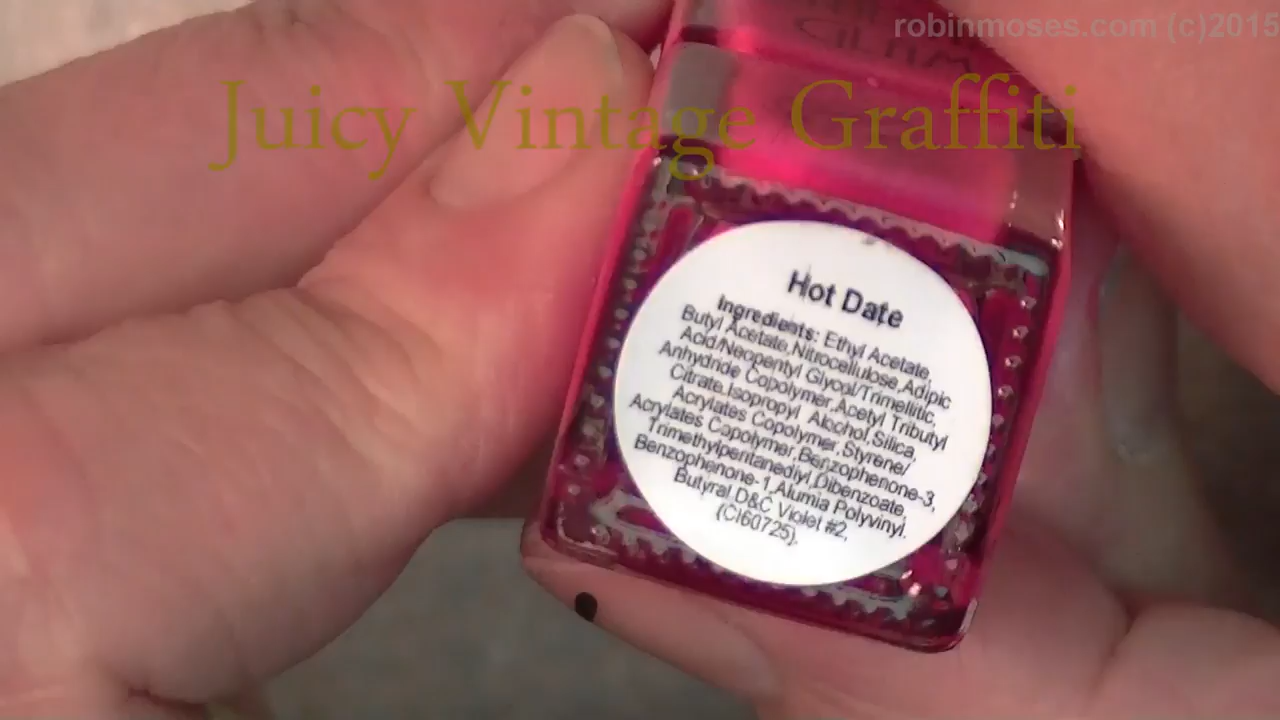 robinmoses.com (c)2015
Juicy Vintage Graffiti
Hot Date
Ingredients: Ethyl Acetate,
Butyl Acetate,Nitrocellulose,Adipic
Acid/Neopentyl Glycol/Trimellitic,
Anhydride Copolymer,Acetyl Tributyl
Citrate,Isopropyl Alcohol,Silica,
Acrylates Copolymer,Styrene/
Acrylates Copolymer,Benzophenone-3,
Trimethylpentanediyl,Dibenzoate,
Benzophenone-1,Alumia Polyvinyl.
Butyral,D&C Violet #2,
(CI60725).